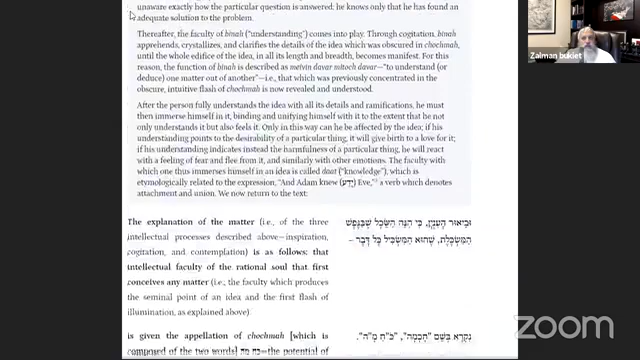 unaware exactly how the particular question is answered: he knows only that he has found an
adequate solution to the problem.
Thereafter, the faculty of binah ("understanding") comes into play. Through cogitation, binah
apprehends, crystallizes, and clarifies the details of the idea which was obscured in chochmah,
until the whole edifice of the idea, in all its length and breadth, becomes manifest. For this
reason, the function of binah is described as meivin davar mitoch davar—"to understand (or
deduce) one matter out of another"—i.e., that which was previously concentrated in the
obscure, intuitive flash of chochmah is now revealed and understood.
After the person fully understands the idea with all its details and ramifications, he must
then immerse himself in it, binding and unifying himself with it to the extent that he not
only understands it but also feels it. Only in this way can he be affected by the idea; if his
understanding points to the desirability of a particular thing, it will give birth to a love for it;
if his understanding indicates instead the harmfulness of a particular thing, he will react
with a feeling of fear and flee from it, and similarly with other emotions. The faculty with
which one thus immerses himself in an idea is called daat ("knowledge"), which is
etymologically related to the expression, "And Adam knew (יָדַע) Eve," a verb which denotes
attachment and union. We now return to the text:
The explanation of the matter (i.e., of the three
intellectual processes described above—inspiration,
cogitation, and contemplation) is as follows: that
intellectual faculty of the rational soul that first
conceives any matter (i.e., the faculty which produces
the seminal point of an idea and the first flash of
illumination, as explained above)
וּבֵיאוּר הָעִנְיָן, כִּי הִנֵּה הַשֵּׂכֶל שֶׁבַּנֶּפֶשׁ
הַמַּשְׂכֶּלֶת, שֶׁהוּא הַמַּשְׂכִּיל כָּל דָּבָר –
is given the appellation of chochmah [which is
comprised of the two words] כֹּחַ מָה—the potential of
נִקְרָא בְּשֵׁם "חָכְמָה", "כֹּ"חַ מָ"ה".
Zalman bukiet
zoom